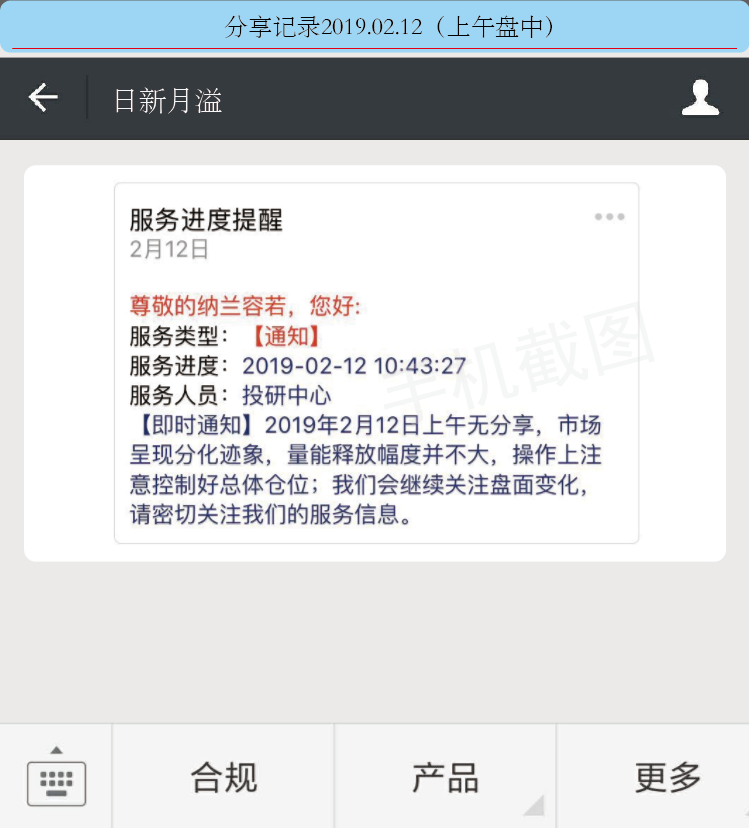 分享记录2019.02.12（上午盘中）
日新月溢
服务进度提醒
2月12日
尊敬的纳兰容若，您好:
服务类型：【通知】
服务进度：2019-02-12 10:43:27
服务人员：投研中心
【即时通知】2019年2月12日上午无分享，市场
呈现分化迹象，量能释放幅度并不大，操作上注
意控制好总体仓位；我们会继续关注盘面变化，
请密切关注我们的服务信息。
手机截图
合规
产品
更多